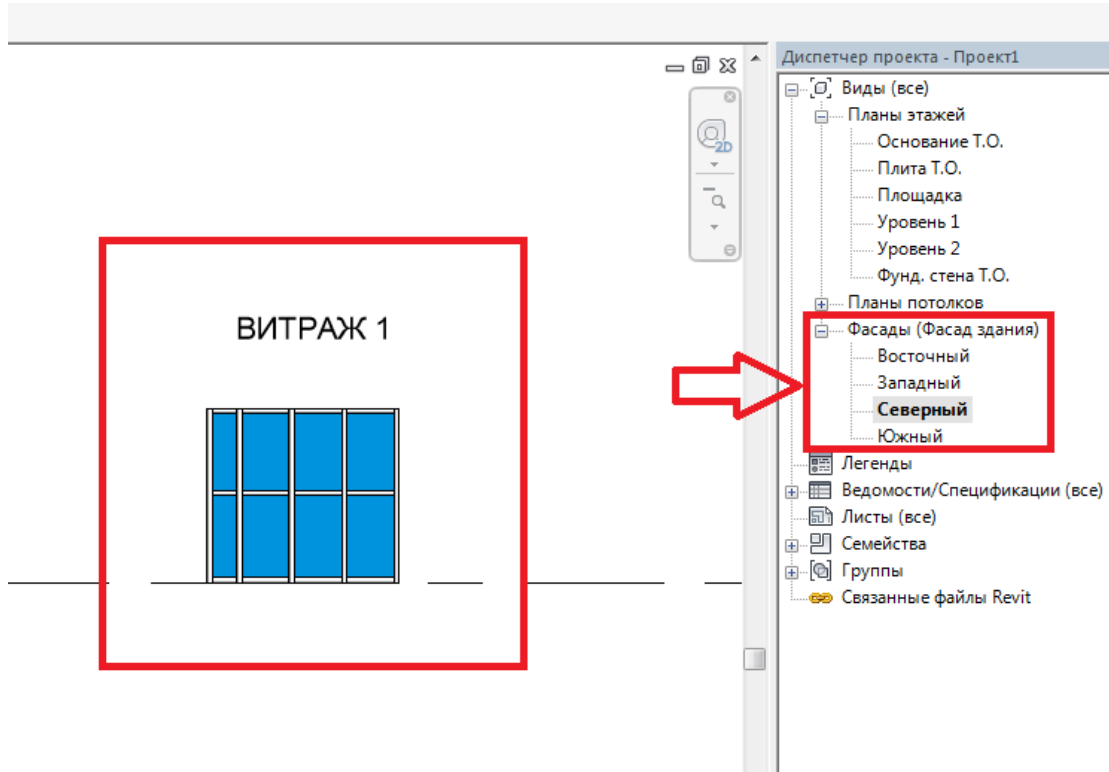 Диспетчер проекта - Проект1
2D
ВИТРАЖ 1
Виды (все)
Планы этажей
Основание Т.О.
Плита Т.О.
Площадка
Уровень 1
Уровень 2
Фунд. стена Т.О.
Планы потолков
Фасады (Фасад здания)
Восточный
Западный
Северный
Южный
Легенды
Ведомости/Спецификации (все)
Листы (все)
Семейства
Группы
Связанные файлы Revit